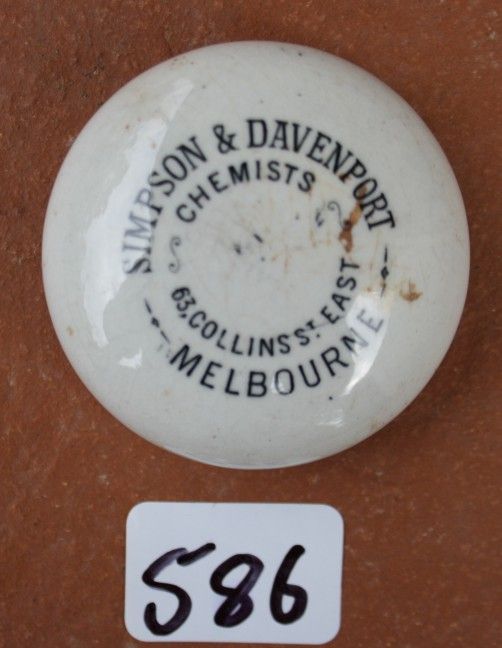 SIMPSON & DAVENPORT
CHEMISTS
63, COLLINS ST. EAST
MELBOURNE
586